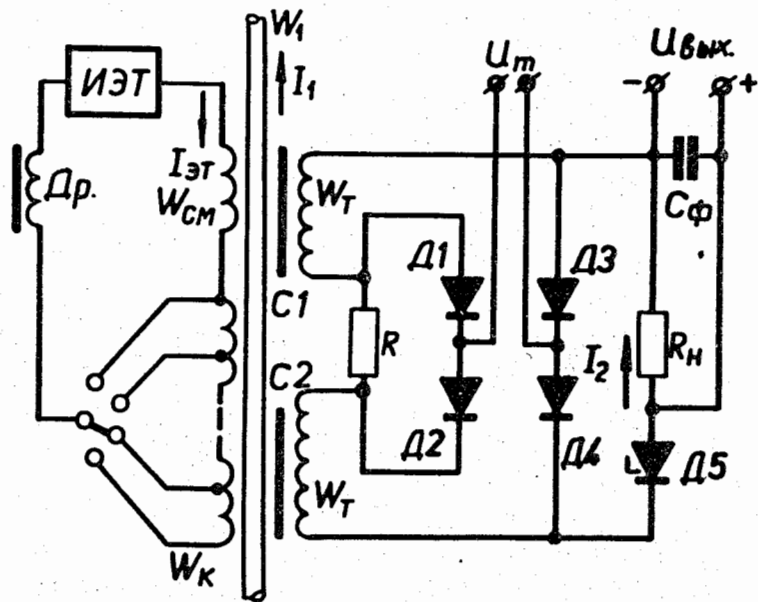 W₁
Uт
Uвых.
ИЭТ
I₁
- +
Iэт
Др.
Wсм
Wт
Cф
Д1
Д3
C1
R
I₂
Rн
C2
Д2
Д4
Д5
Wт
Wк